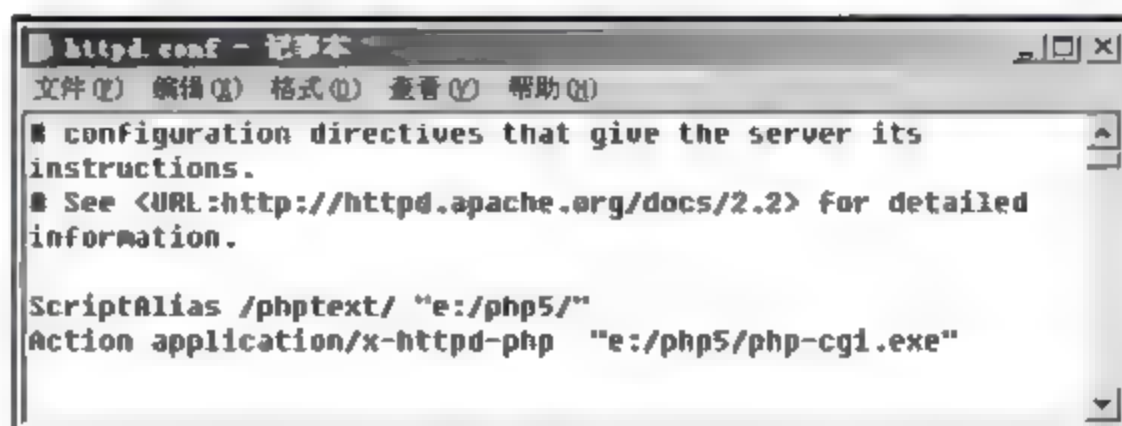 httpd.conf - 记事本
文件(F) 编辑(E) 格式(O) 查看(V) 帮助(H)
# configuration directives that give the server its
instructions.
# See <URL:http://httpd.apache.org/docs/2.2> for detailed
information.
ScriptAlias /phptext/ "e:/php5/"
Action application/x-httpd-php "e:/php5/php-cgi.exe"